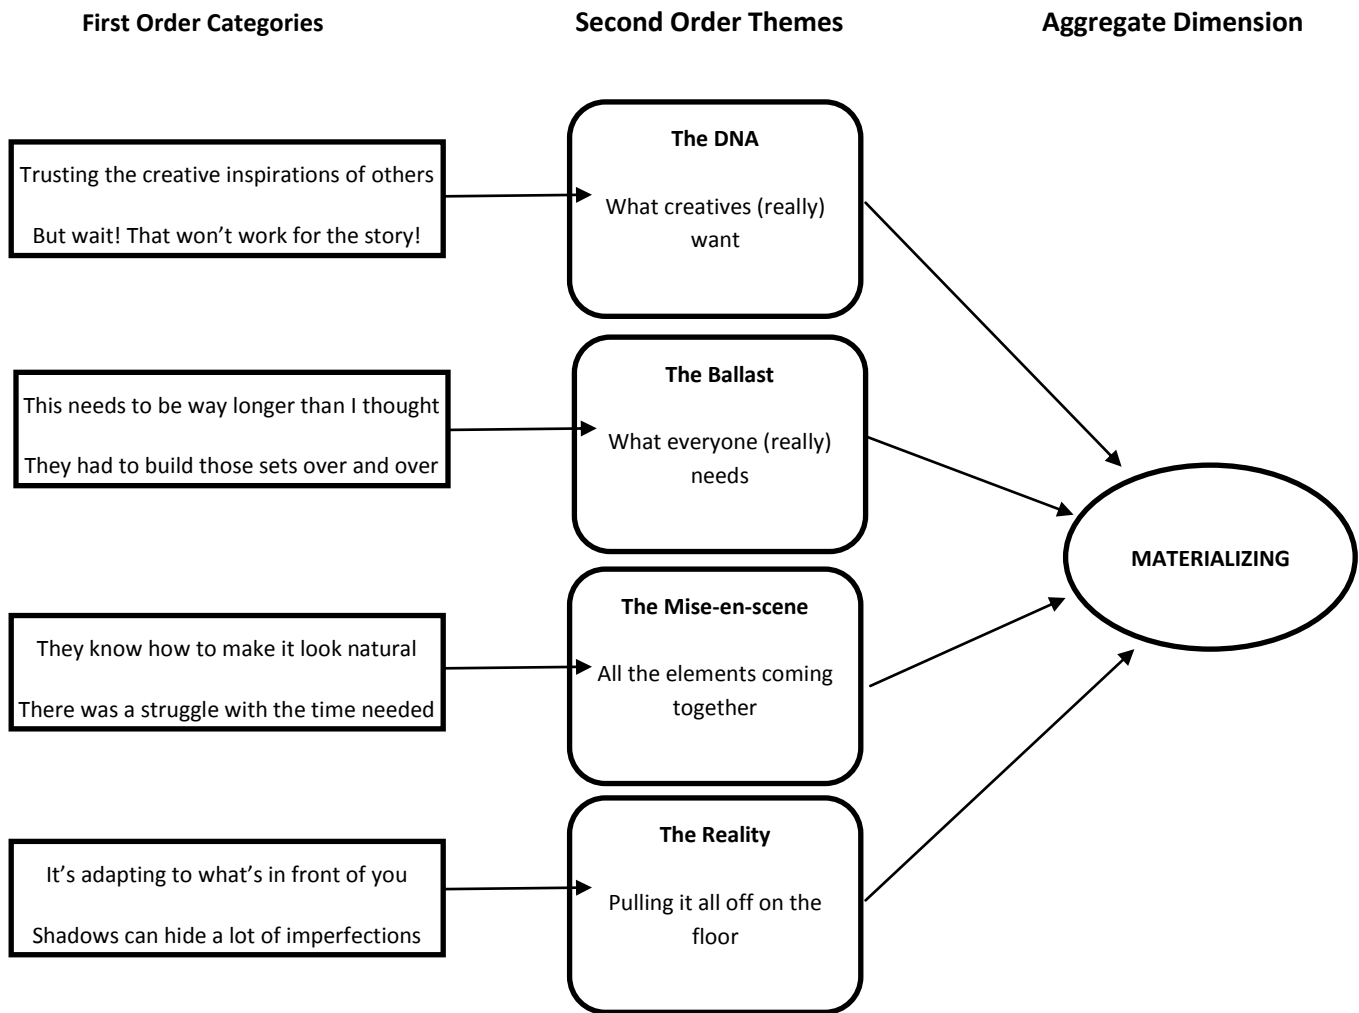 First Order Categories
Second Order Themes
Aggregate Dimension
Trusting the creative inspirations of others
But wait! That won’t work for the story!
The DNA
What creatives (really)
want
This needs to be way longer than I thought
They had to build those sets over and over
The Ballast
What everyone (really)
needs
They know how to make it look natural
There was a struggle with the time needed
The Mise-en-scene
All the elements coming
together
It’s adapting to what’s in front of you
Shadows can hide a lot of imperfections
The Reality
Pulling it all off on the
floor
MATERIALIZING